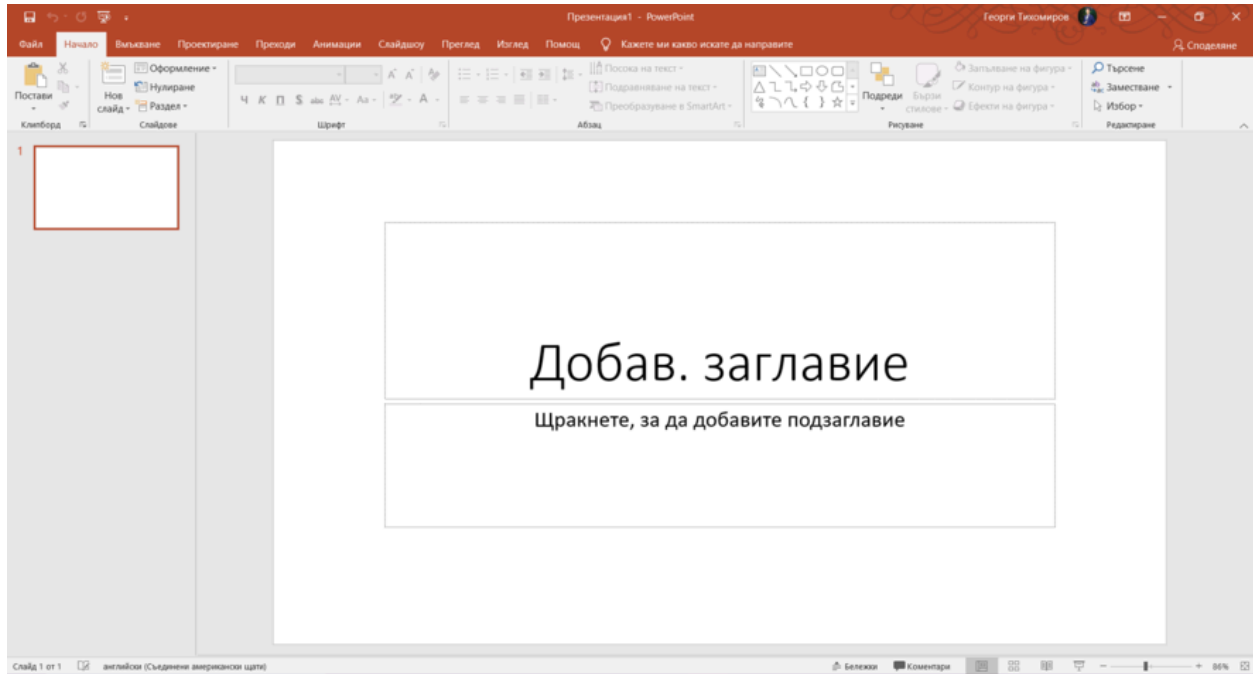 Презентация1 - PowerPoint
Георги Тихомиров
Файл Начало Вмъкване Проектиране Преходи Анимации Слайдшоу Преглед Изглед Помощ Кажете ми какво искате да направите
Споделяне
Постави
Нов слайд
Оформление
Нулиране
Раздел
Ч К П S abc AV Aa A
Посока на текст
Подравняване на текст
Преобразуване в SmartArt
Подреди
Бързи стилове
Запълване на фигура
Контур на фигура
Ефекти на фигура
Търсене
Заместване
Избор
Клипборд Слайдове Шрифт Абзац Рисуване Редактиране
1
Добав. заглавие
Щракнете, за да добавите подзаглавие
Слайд 1 от 1 английски (Съединени американски щати) Бележки Коментари 86%